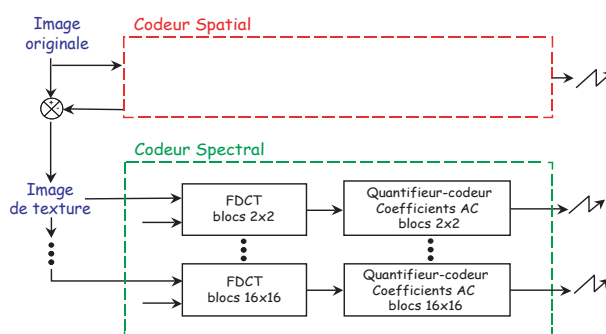 Image
originale
Codeur Spatial
+
-
Codeur Spectral
Image
de texture
FDCT
blocs 2x2
Quantifieur-codeur
Coefficients AC
blocs 2x2
FDCT
blocs 16x16
Quantifieur-codeur
Coefficients AC
blocs 16x16